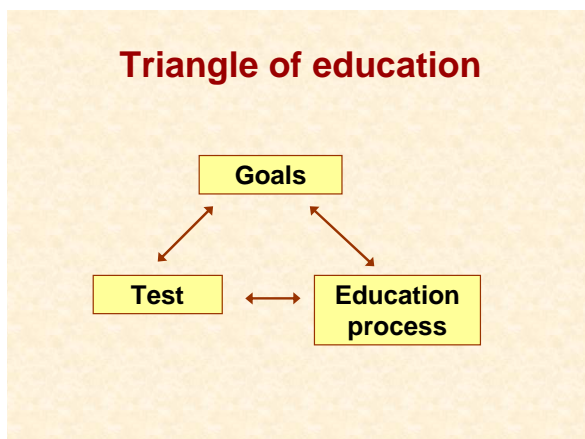 Triangle of education
Goals
Test
Education
process